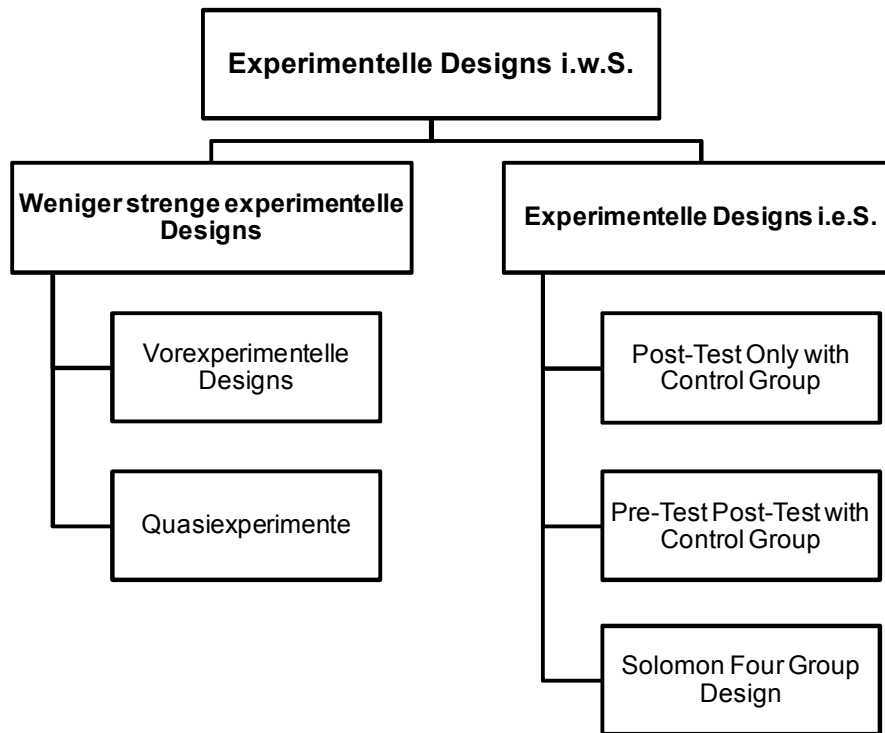 Experimentelle Designs i.w.S.
Weniger strenge experimentelle
Designs
Experimentelle Designs i.e.S.
Vorexperimentelle
Designs
Quasiexperimente
Post-Test Only with
Control Group
Pre-Test Post-Test with
Control Group
Solomon Four Group
Design